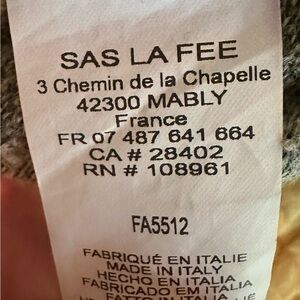 SAS LA FEE
3 Chemin de la Chapelle
42300 MABLY
France
FR 07 487 641 664
CA # 28402
RN # 108961
FA5512
FABRIQUÉ EN ITALIE
MADE IN ITALY
HECHO EN ITALIA
FABRICADO EM ITALIA